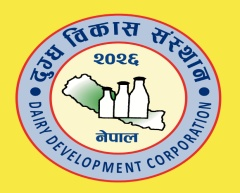 दुग्ध विकास संस्थान
२०२६
नेपाल
DAIRY DEVELOPMENT CORPORATION